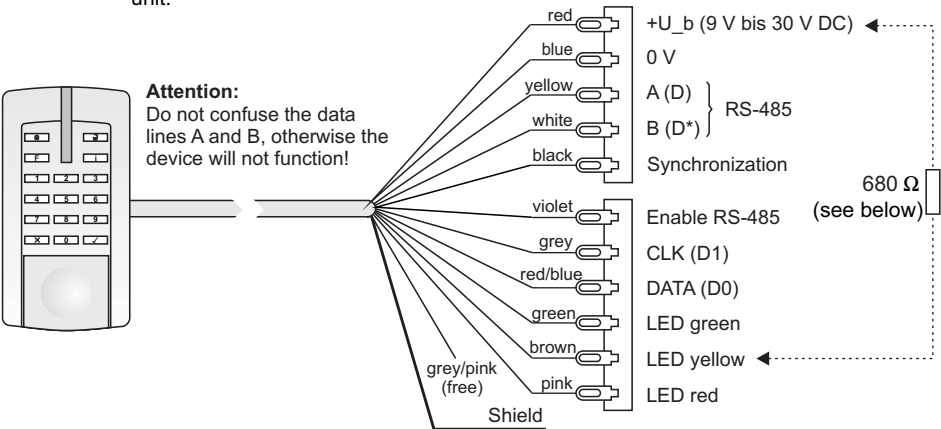 unit.
Attention:
Do not confuse the data
lines A and B, otherwise the
device will not function!
red
+U_b (9 V bis 30 V DC)
blue
0 V
yellow
A (D)
RS-485
white
B (D*)
black
Synchronization
680 Ω
(see below)
violet
Enable RS-485
grey
CLK (D1)
red/blue
DATA (D0)
green
LED green
brown
LED yellow
grey/pink
(free)
pink
LED red
Shield
F i
1 2 3
4 5 6
7 8 9
X 0 ✓